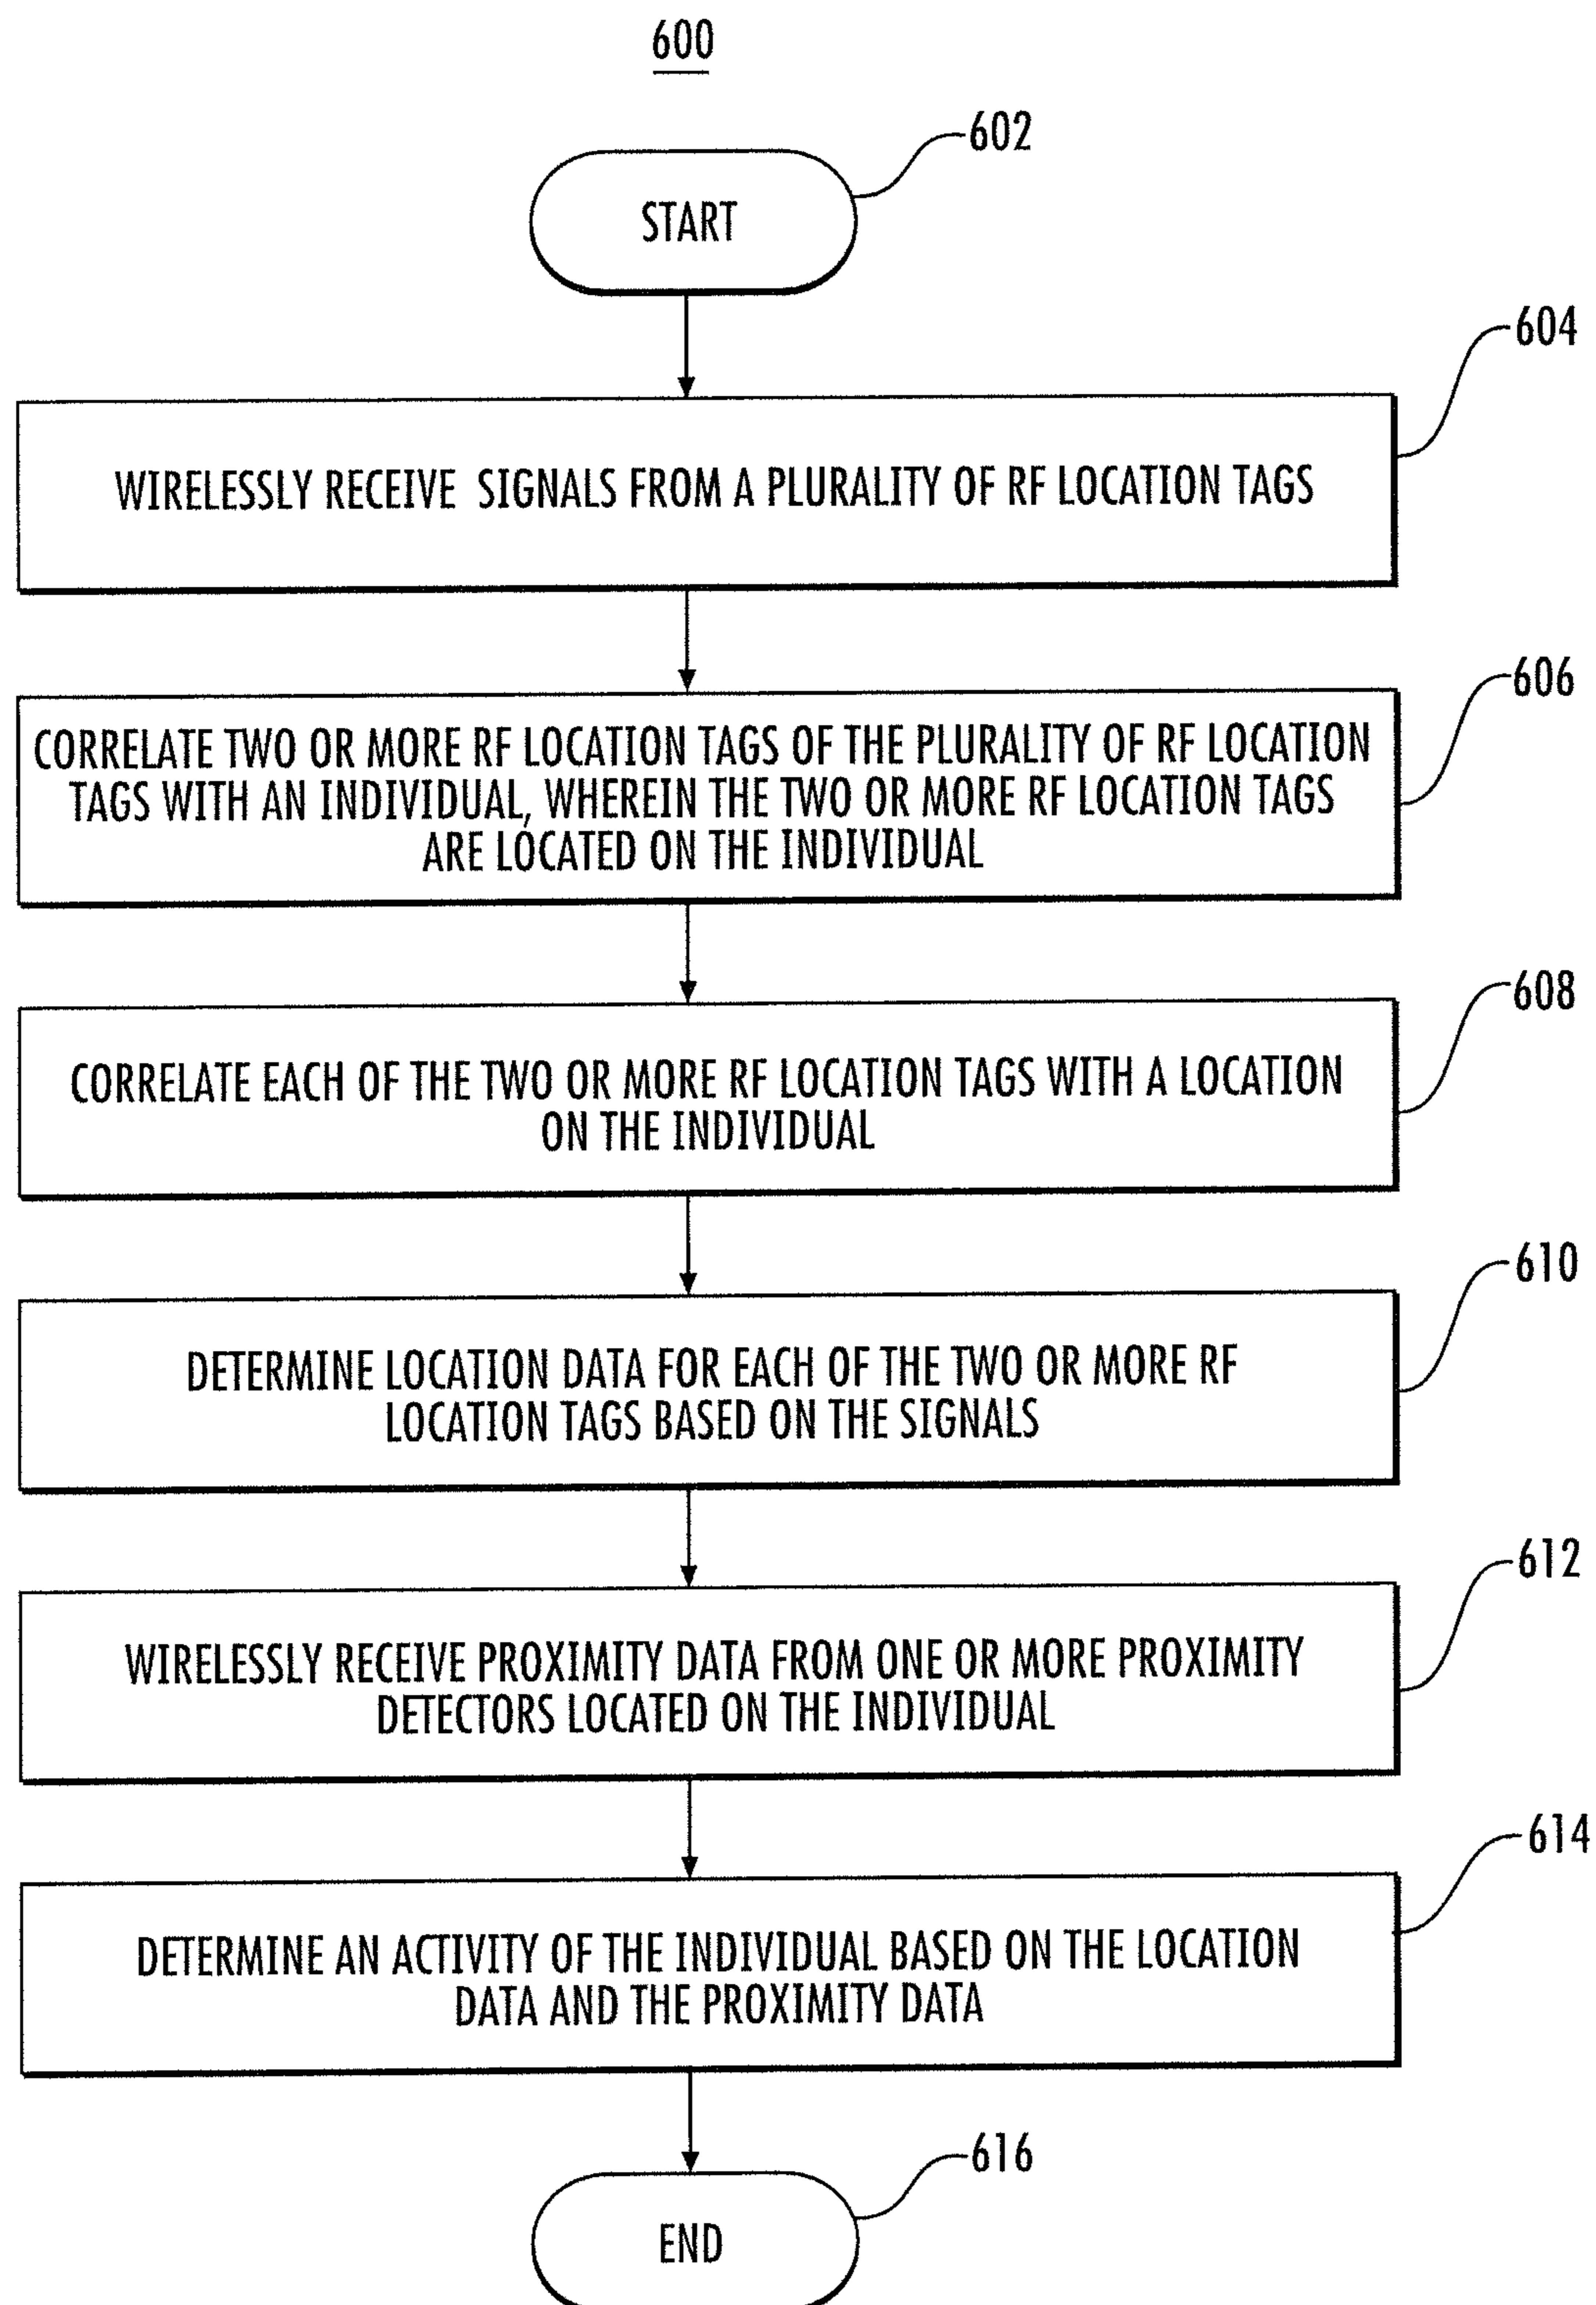 600
602
START
604
WIRELESSLY RECEIVE SIGNALS FROM A PLURALITY OF RF LOCATION TAGS
606
CORRELATE TWO OR MORE RF LOCATION TAGS OF THE PLURALITY OF RF LOCATION
TAGS WITH AN INDIVIDUAL, WHEREIN THE TWO OR MORE RF LOCATION TAGS
ARE LOCATED ON THE INDIVIDUAL
608
CORRELATE EACH OF THE TWO OR MORE RF LOCATION TAGS WITH A LOCATION
ON THE INDIVIDUAL
610
DETERMINE LOCATION DATA FOR EACH OF THE TWO OR MORE RF
LOCATION TAGS BASED ON THE SIGNALS
612
WIRELESSLY RECEIVE PROXIMITY DATA FROM ONE OR MORE PROXIMITY
DETECTORS LOCATED ON THE INDIVIDUAL
614
DETERMINE AN ACTIVITY OF THE INDIVIDUAL BASED ON THE LOCATION
DATA AND THE PROXIMITY DATA
616
END